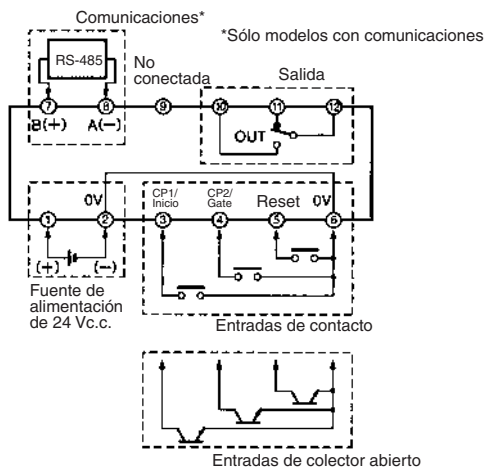 Comunicaciones*
*Sólo modelos con comunicaciones
RS-485
No
conectada
Salida
7 8 9 10 11 12
B(+) A(−)
OUT
0V
CP1/
Inicio
CP2/
Gate
Reset
0V
1 2 3 4 5 6
(+) (−)
Fuente de
alimentación
de 24 Vc.c.
Entradas de contacto
Entradas de colector abierto